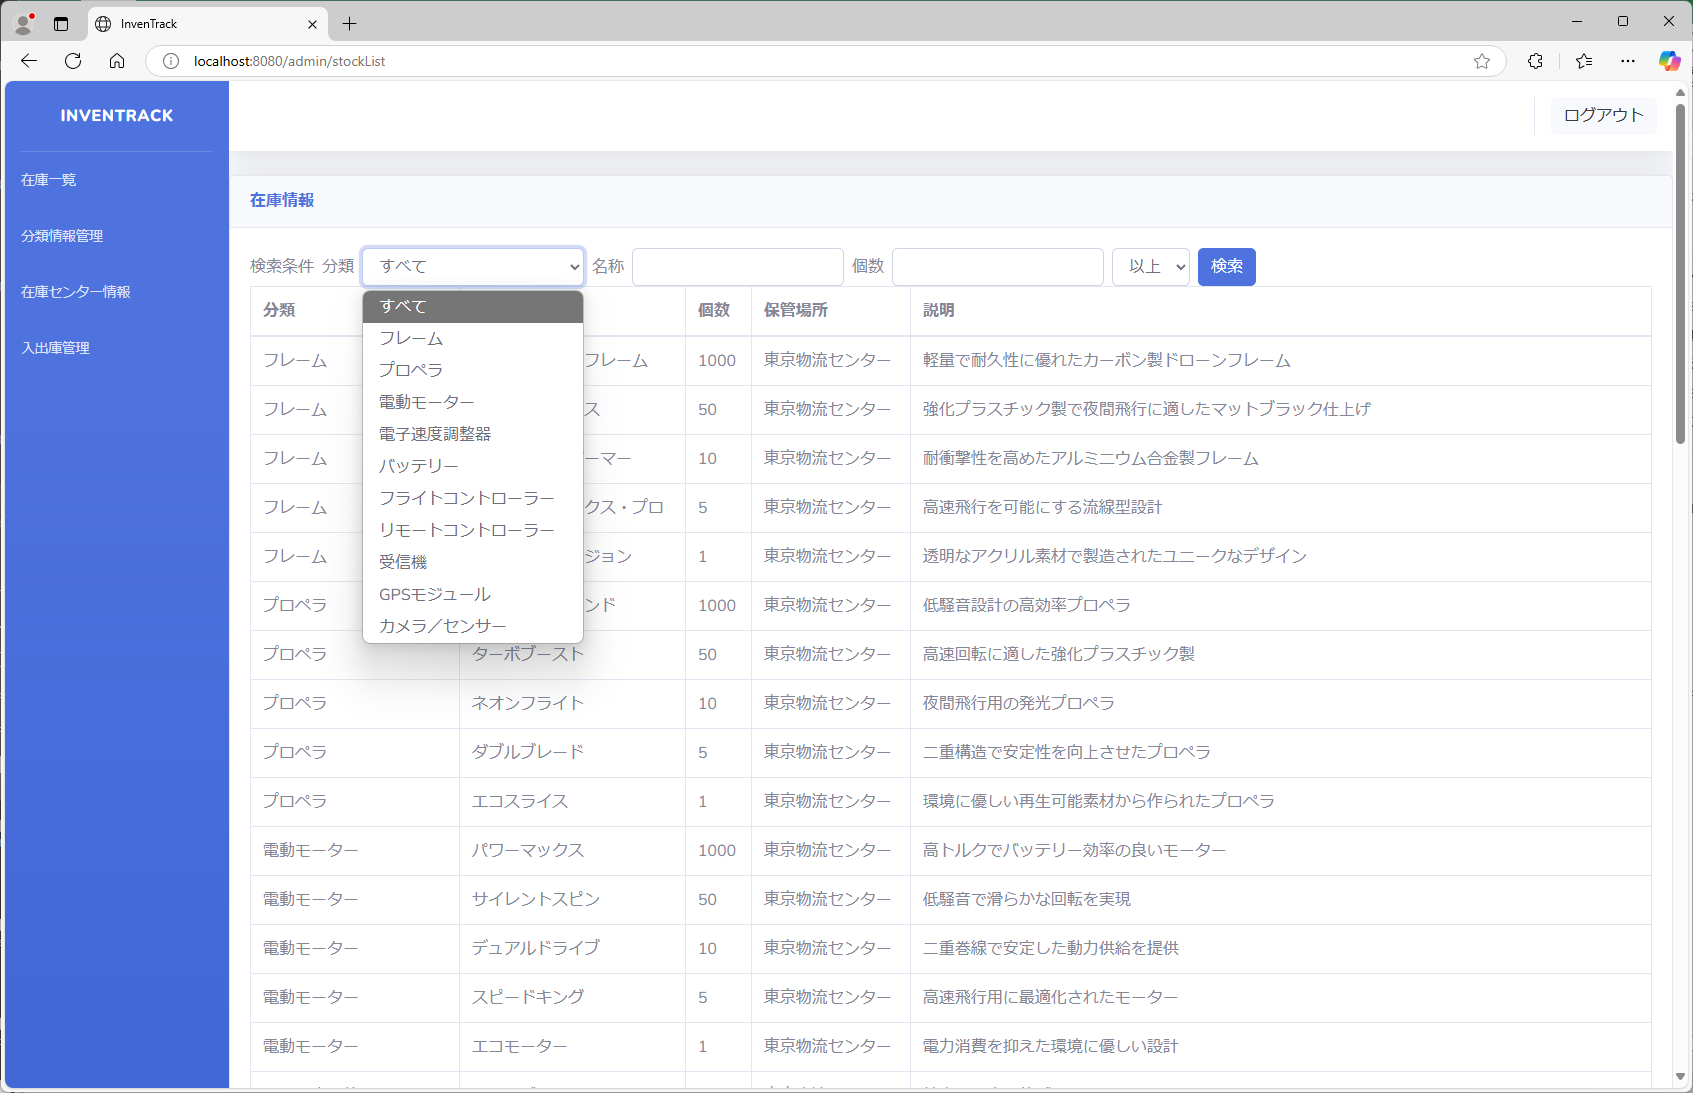 InvenTrack
localhost:8080/admin/stockList
INVENTRACK
ログアウト
在庫一覧
分類情報管理
在庫センター情報
入出庫管理
在庫情報
検索条件 分類 すべて 名称 個数 以上 検索
すべて
フレーム
プロペラ
電動モーター
電子速度調整器
バッテリー
フライトコントローラー
リモートコントローラー
受信機
GPSモジュール
カメラ／センサー
分類 個数 保管場所 説明
フレーム フレーム 1000 東京物流センター 軽量で耐久性に優れたカーボン製ドローンフレーム
フレーム ス 50 東京物流センター 強化プラスチック製で夜間飛行に適したマットブラック仕上げ
フレーム ーマー 10 東京物流センター 耐衝撃性を高めたアルミニウム合金製フレーム
フレーム クス・プロ 5 東京物流センター 高速飛行を可能にする流線型設計
フレーム ジョン 1 東京物流センター 透明なアクリル素材で製造されたユニークなデザイン
プロペラ ンド 1000 東京物流センター 低騒音設計の高効率プロペラ
プロペラ ターボブースト 50 東京物流センター 高速回転に適した強化プラスチック製
プロペラ ネオンフライト 10 東京物流センター 夜間飛行用の発光プロペラ
プロペラ ダブルブレード 5 東京物流センター 二重構造で安定性を向上させたプロペラ
プロペラ エコスライス 1 東京物流センター 環境に優しい再生可能素材から作られたプロペラ
電動モーター パワーマックス 1000 東京物流センター 高トルクでバッテリー効率の良いモーター
電動モーター サイレントスピン 50 東京物流センター 低騒音で滑らかな回転を実現
電動モーター デュアルドライブ 10 東京物流センター 二重巻線で安定した動力供給を提供
電動モーター スピードキング 5 東京物流センター 高速飛行用に最適化されたモーター
電動モーター エコモーター 1 東京物流センター 電力消費を抑えた環境に優しい設計